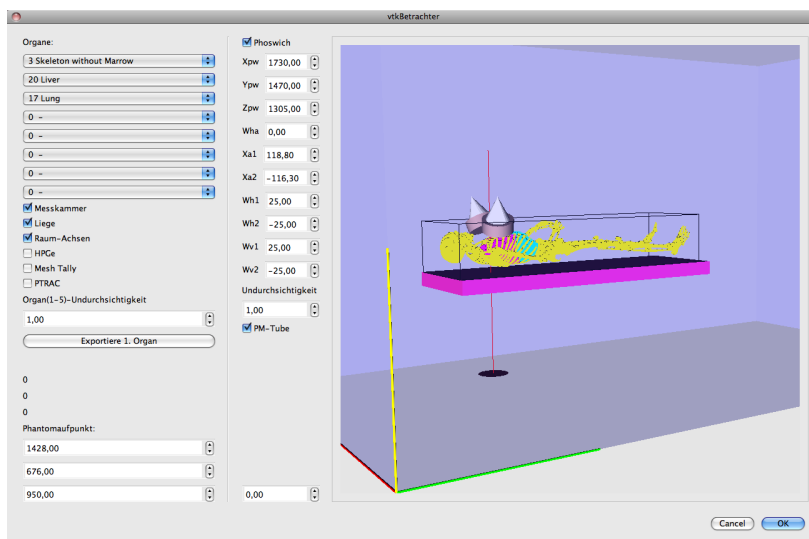 vtkBetrachter
Organe:
3 Skeleton without Marrow
20 Liver
17 Lung
0 -
0 -
0 -
0 -
0 -
Messkammer
Liege
Raum-Achsen
HPGe
Mesh Tally
PTRAC
Organ(1-5)-Undurchsichtigkeit
1,00
Exportiere 1. Organ
0
0
0
Phantomaufpunkt:
1428,00
676,00
950,00
Phoswich
Xpw 1730,00
Ypw 1470,00
Zpw 1305,00
Wha 0,00
Xa1 118,80
Xa2 -116,30
Wh1 25,00
Wh2 -25,00
Wv1 25,00
Wv2 -25,00
Undurchsichtigkeit
1,00
PM-Tube
0,00
Cancel
OK